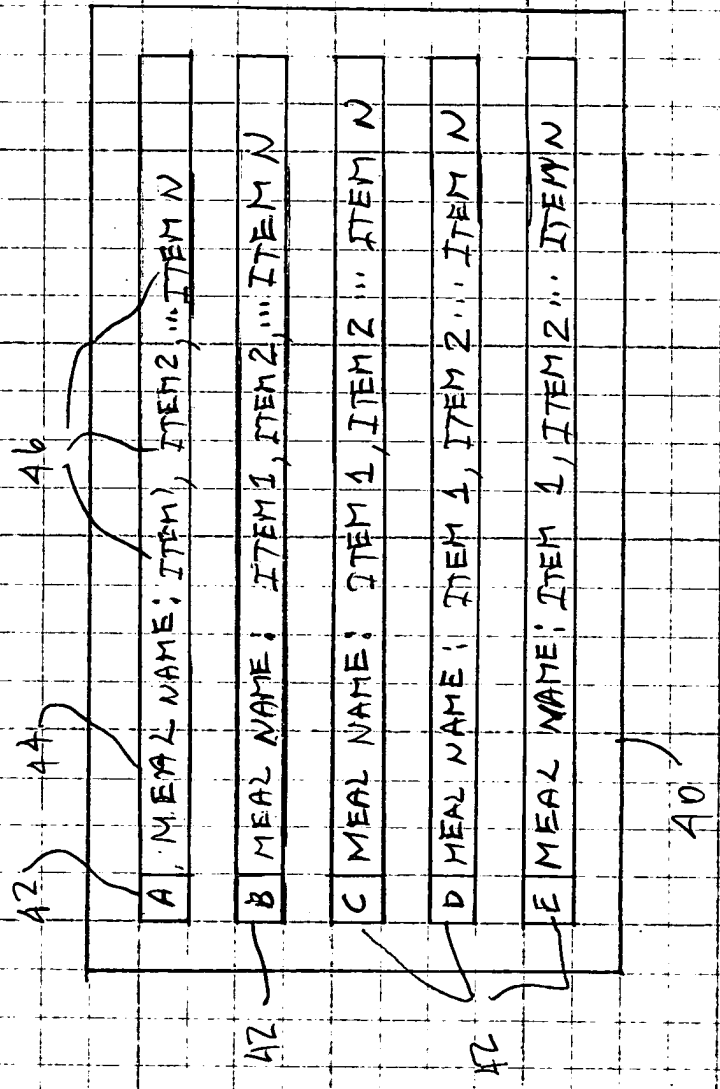 42 44 46
A MEAL NAME: ITEM 1, ITEM 2, ... ITEM N
42 B MEAL NAME: ITEM 1, ITEM 2, ... ITEM N
C MEAL NAME: ITEM 1, ITEM 2 ... ITEM N
42 D MEAL NAME: ITEM 1, ITEM 2 ... ITEM N
E MEAL NAME: ITEM 1, ITEM 2 ... ITEM N
40